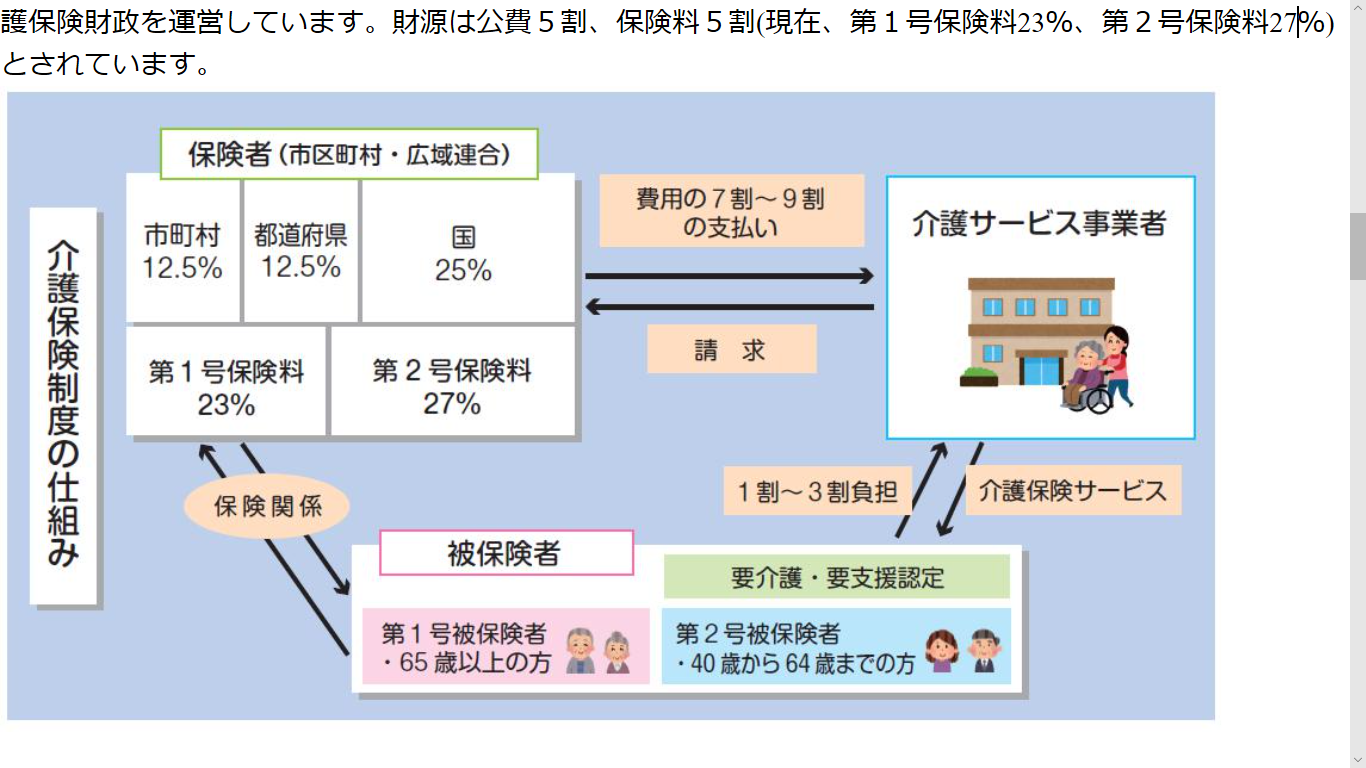 護保険財政を運営しています。財源は公費５割、保険料５割(現在、第１号保険料23％、第２号保険料27％)
とされています。
介護保険制度の仕組み
保険者（市区町村・広域連合）
市町村
12.5%
都道府県
12.5%
国
25%
第１号保険料
23%
第２号保険料
27%
費用の７割～９割
の支払い
請　求
介護サービス事業者
保険関係
１割～３割負担
介護保険サービス
被保険者
要介護・要支援認定
第１号被保険者
・65歳以上の方
第２号被保険者
・40歳から64歳までの方